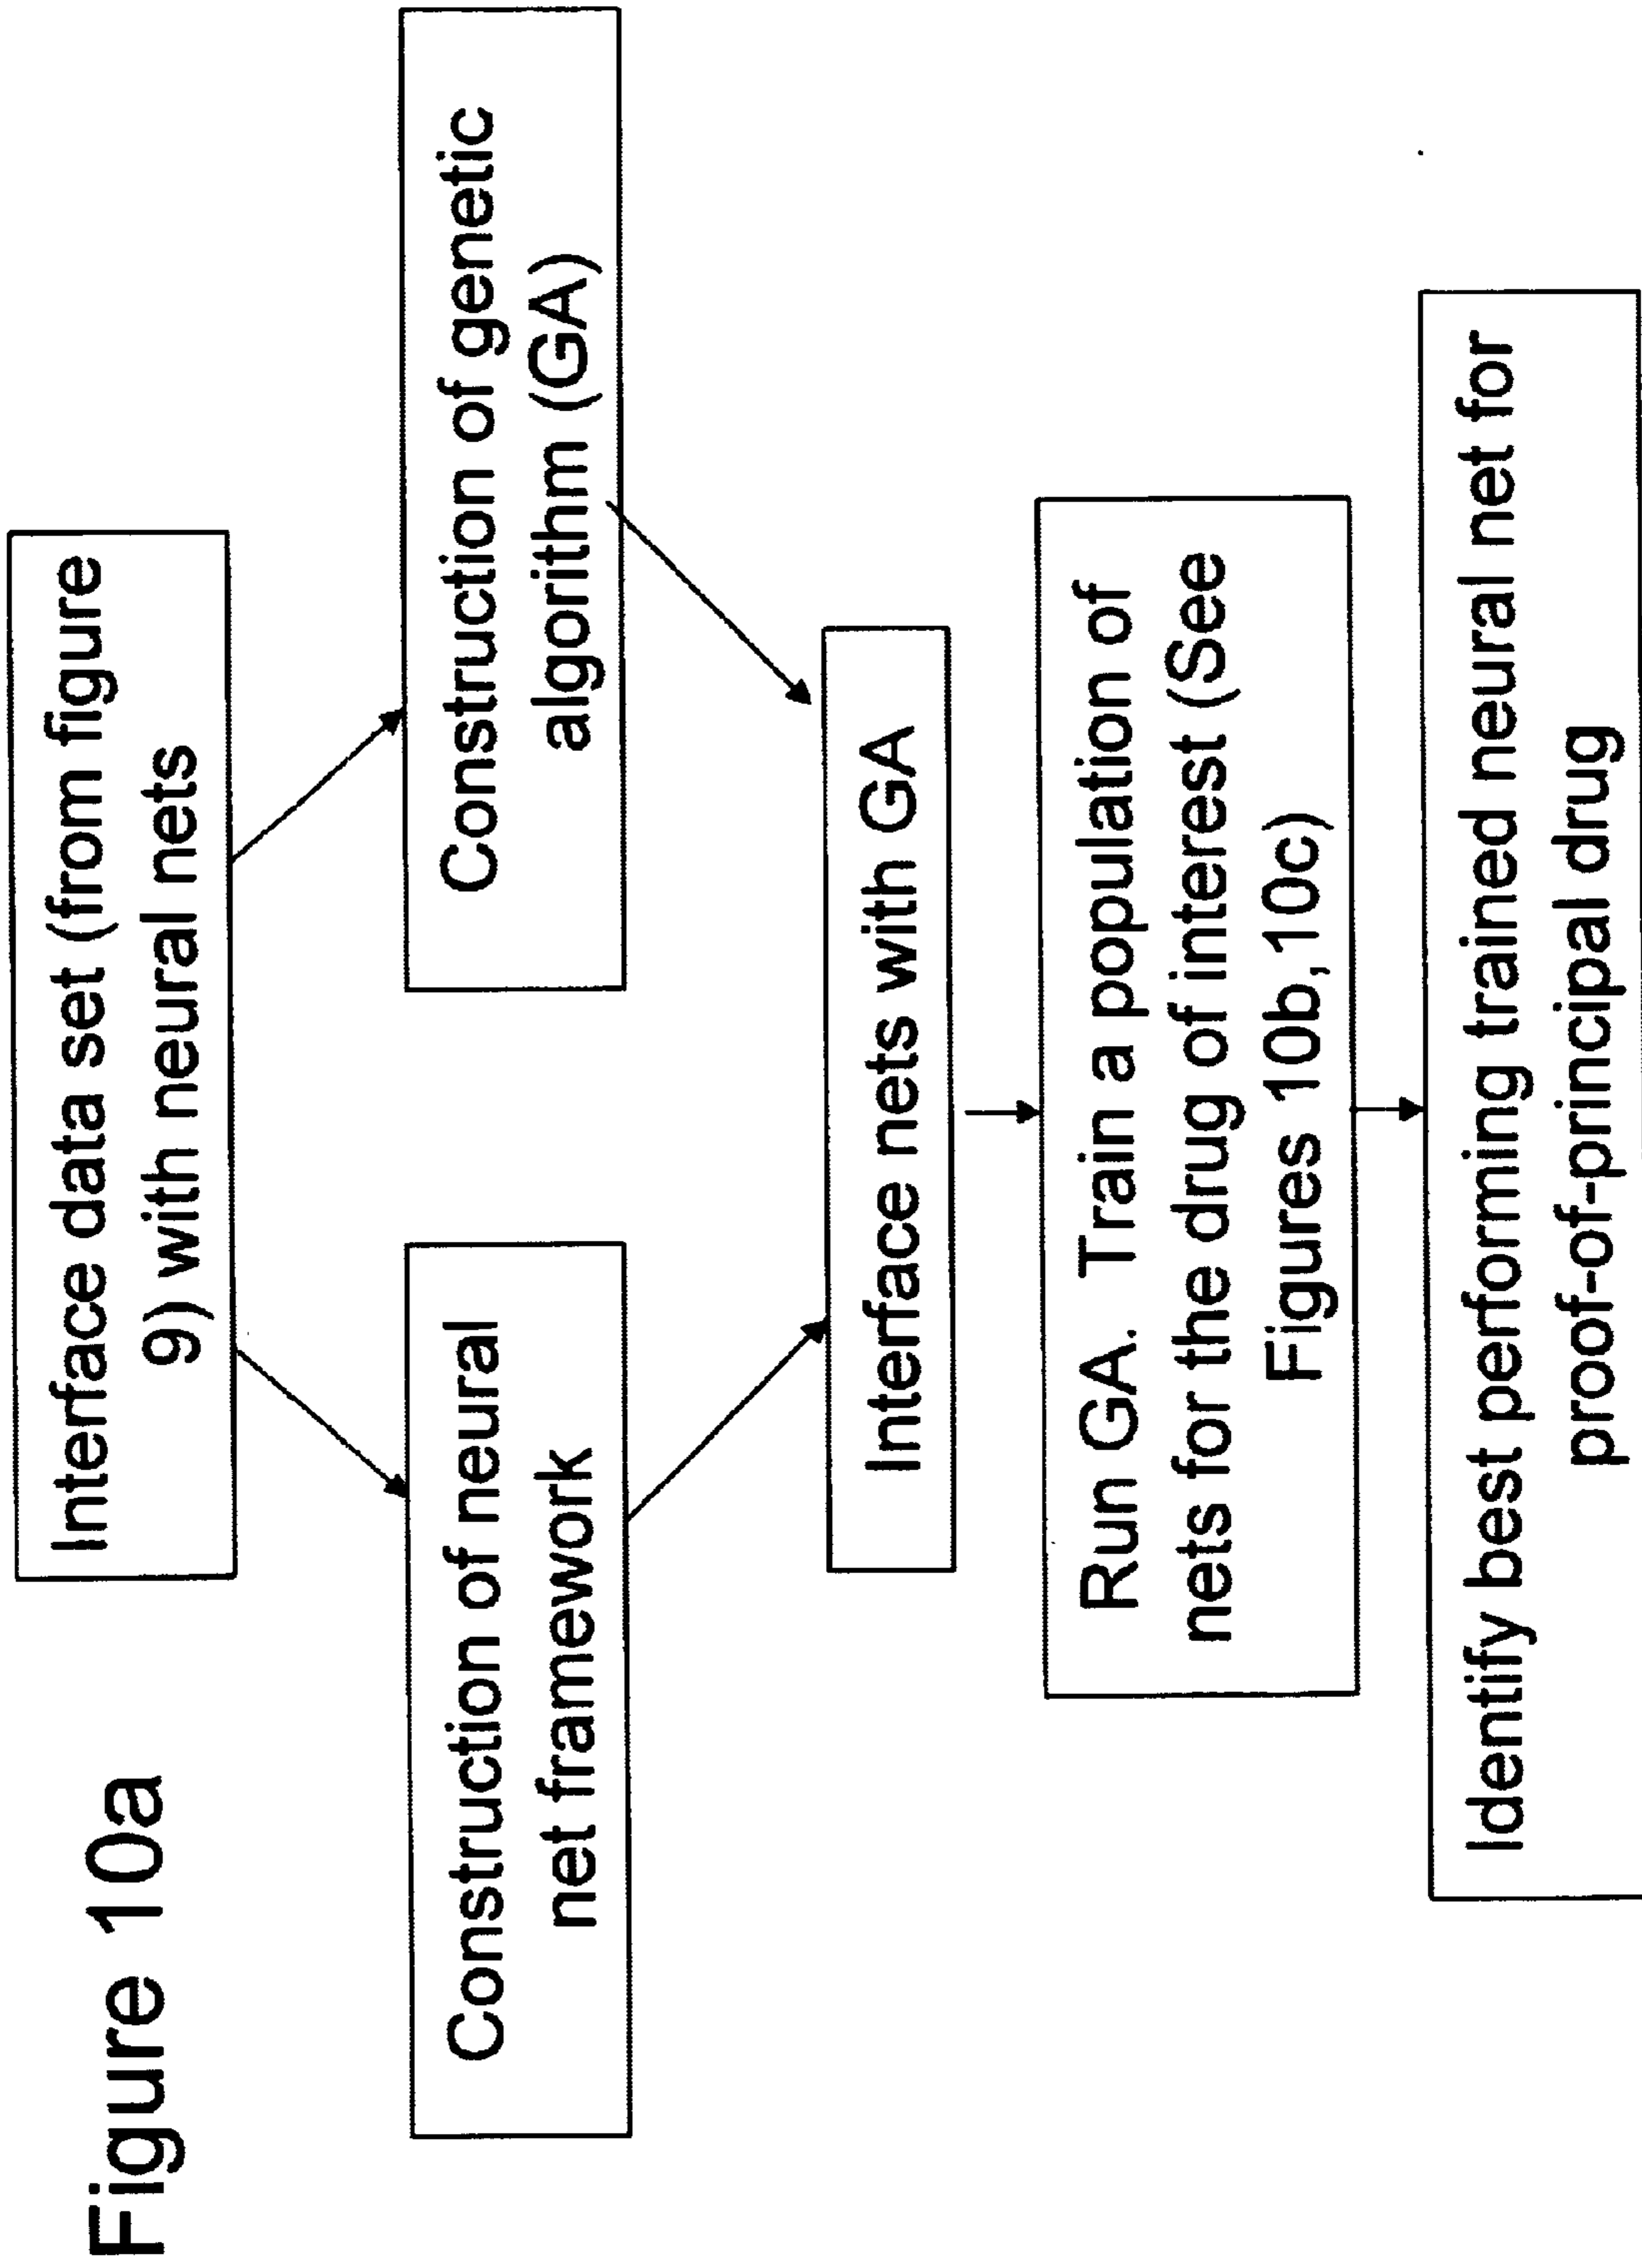 Figure 10a
Interface data set (from figure
9) with neural nets
Construction of neural
net framework
Construction of genetic
algorithm (GA)
Interface nets with GA
Run GA. Train a population of
nets for the drug of interest (See
Figures 10b,10c)
Identify best performing trained neural net for
proof-of-principal drug